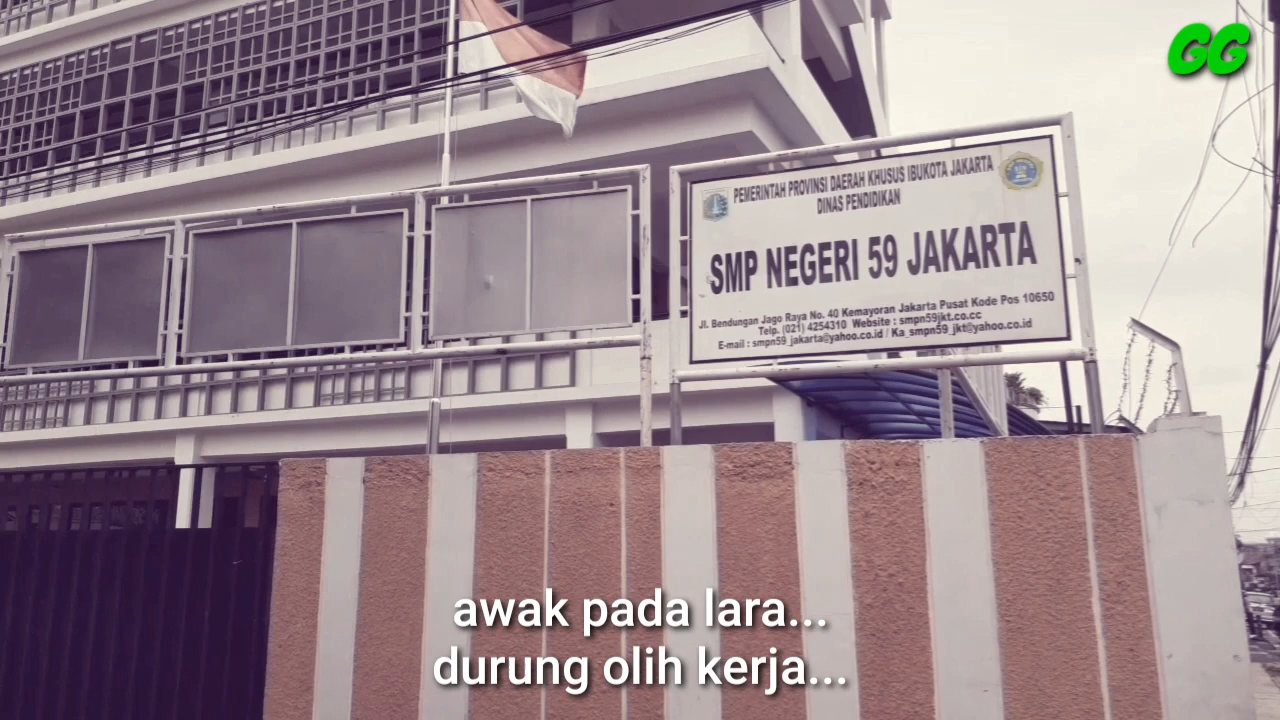 GG
PEMERINTAH PROVINSI DAERAH KHUSUS IBUKOTA JAKARTA
DINAS PENDIDIKAN
SMP NEGERI 59 JAKARTA
Jl. Bendungan Jago Raya No. 40 Kemayoran Jakarta Pusat Kode Pos 10650
Telp. (021) 4254310 Website : smpn59jkt.co.cc
E-mail : smpn59_jakarta@yahoo.co.id / Ka_smpn59_jkt@yahoo.co.id
awak pada lara...
durung olih kerja...